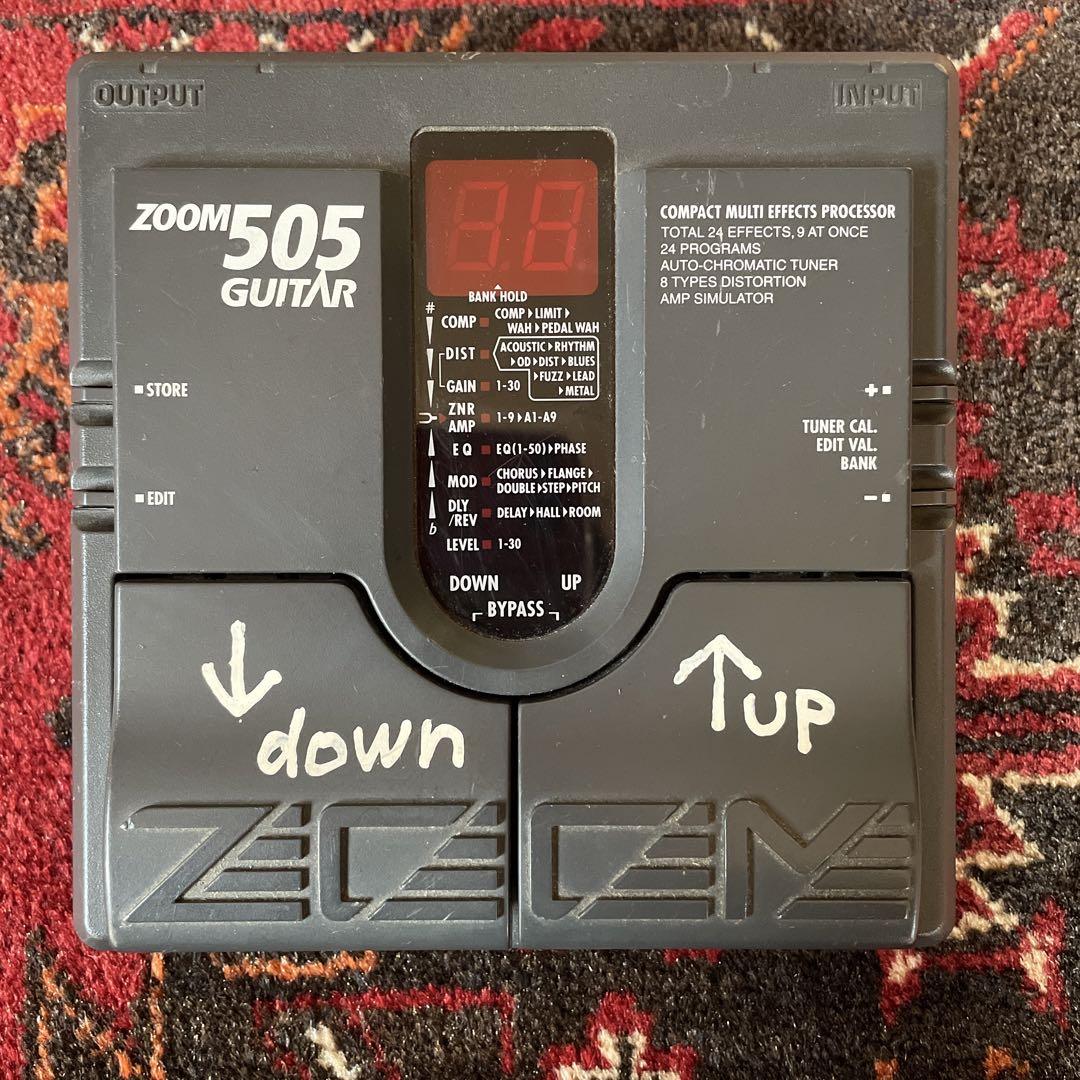 OUTPUT
INPUT
ZOOM 505
GUITAR
COMPACT MULTI EFFECTS PROCESSOR
TOTAL 24 EFFECTS, 9 AT ONCE
24 PROGRAMS
AUTO-CHROMATIC TUNER
8 TYPES DISTORTION
AMP SIMULATOR
BANK HOLD
#
COMP COMP▸LIMIT▸
WAH▸PEDAL WAH
DIST ACOUSTIC▸RHYTHM
▸OD▸DIST▸BLUES
▸FUZZ▸LEAD
▸METAL
GAIN 1-30
ZNR
AMP 1-9▸A1-A9
EQ EQ(1-50)▸PHASE
MOD CHORUS▸FLANGE▸
DOUBLE▸STEP▸PITCH
DLY
/REV DELAY▸HALL▸ROOM
b
LEVEL 1-30
DOWN UP
BYPASS
STORE
EDIT
+
TUNER CAL.
EDIT VAL.
BANK
−
↓
down
↑up
ZOOM